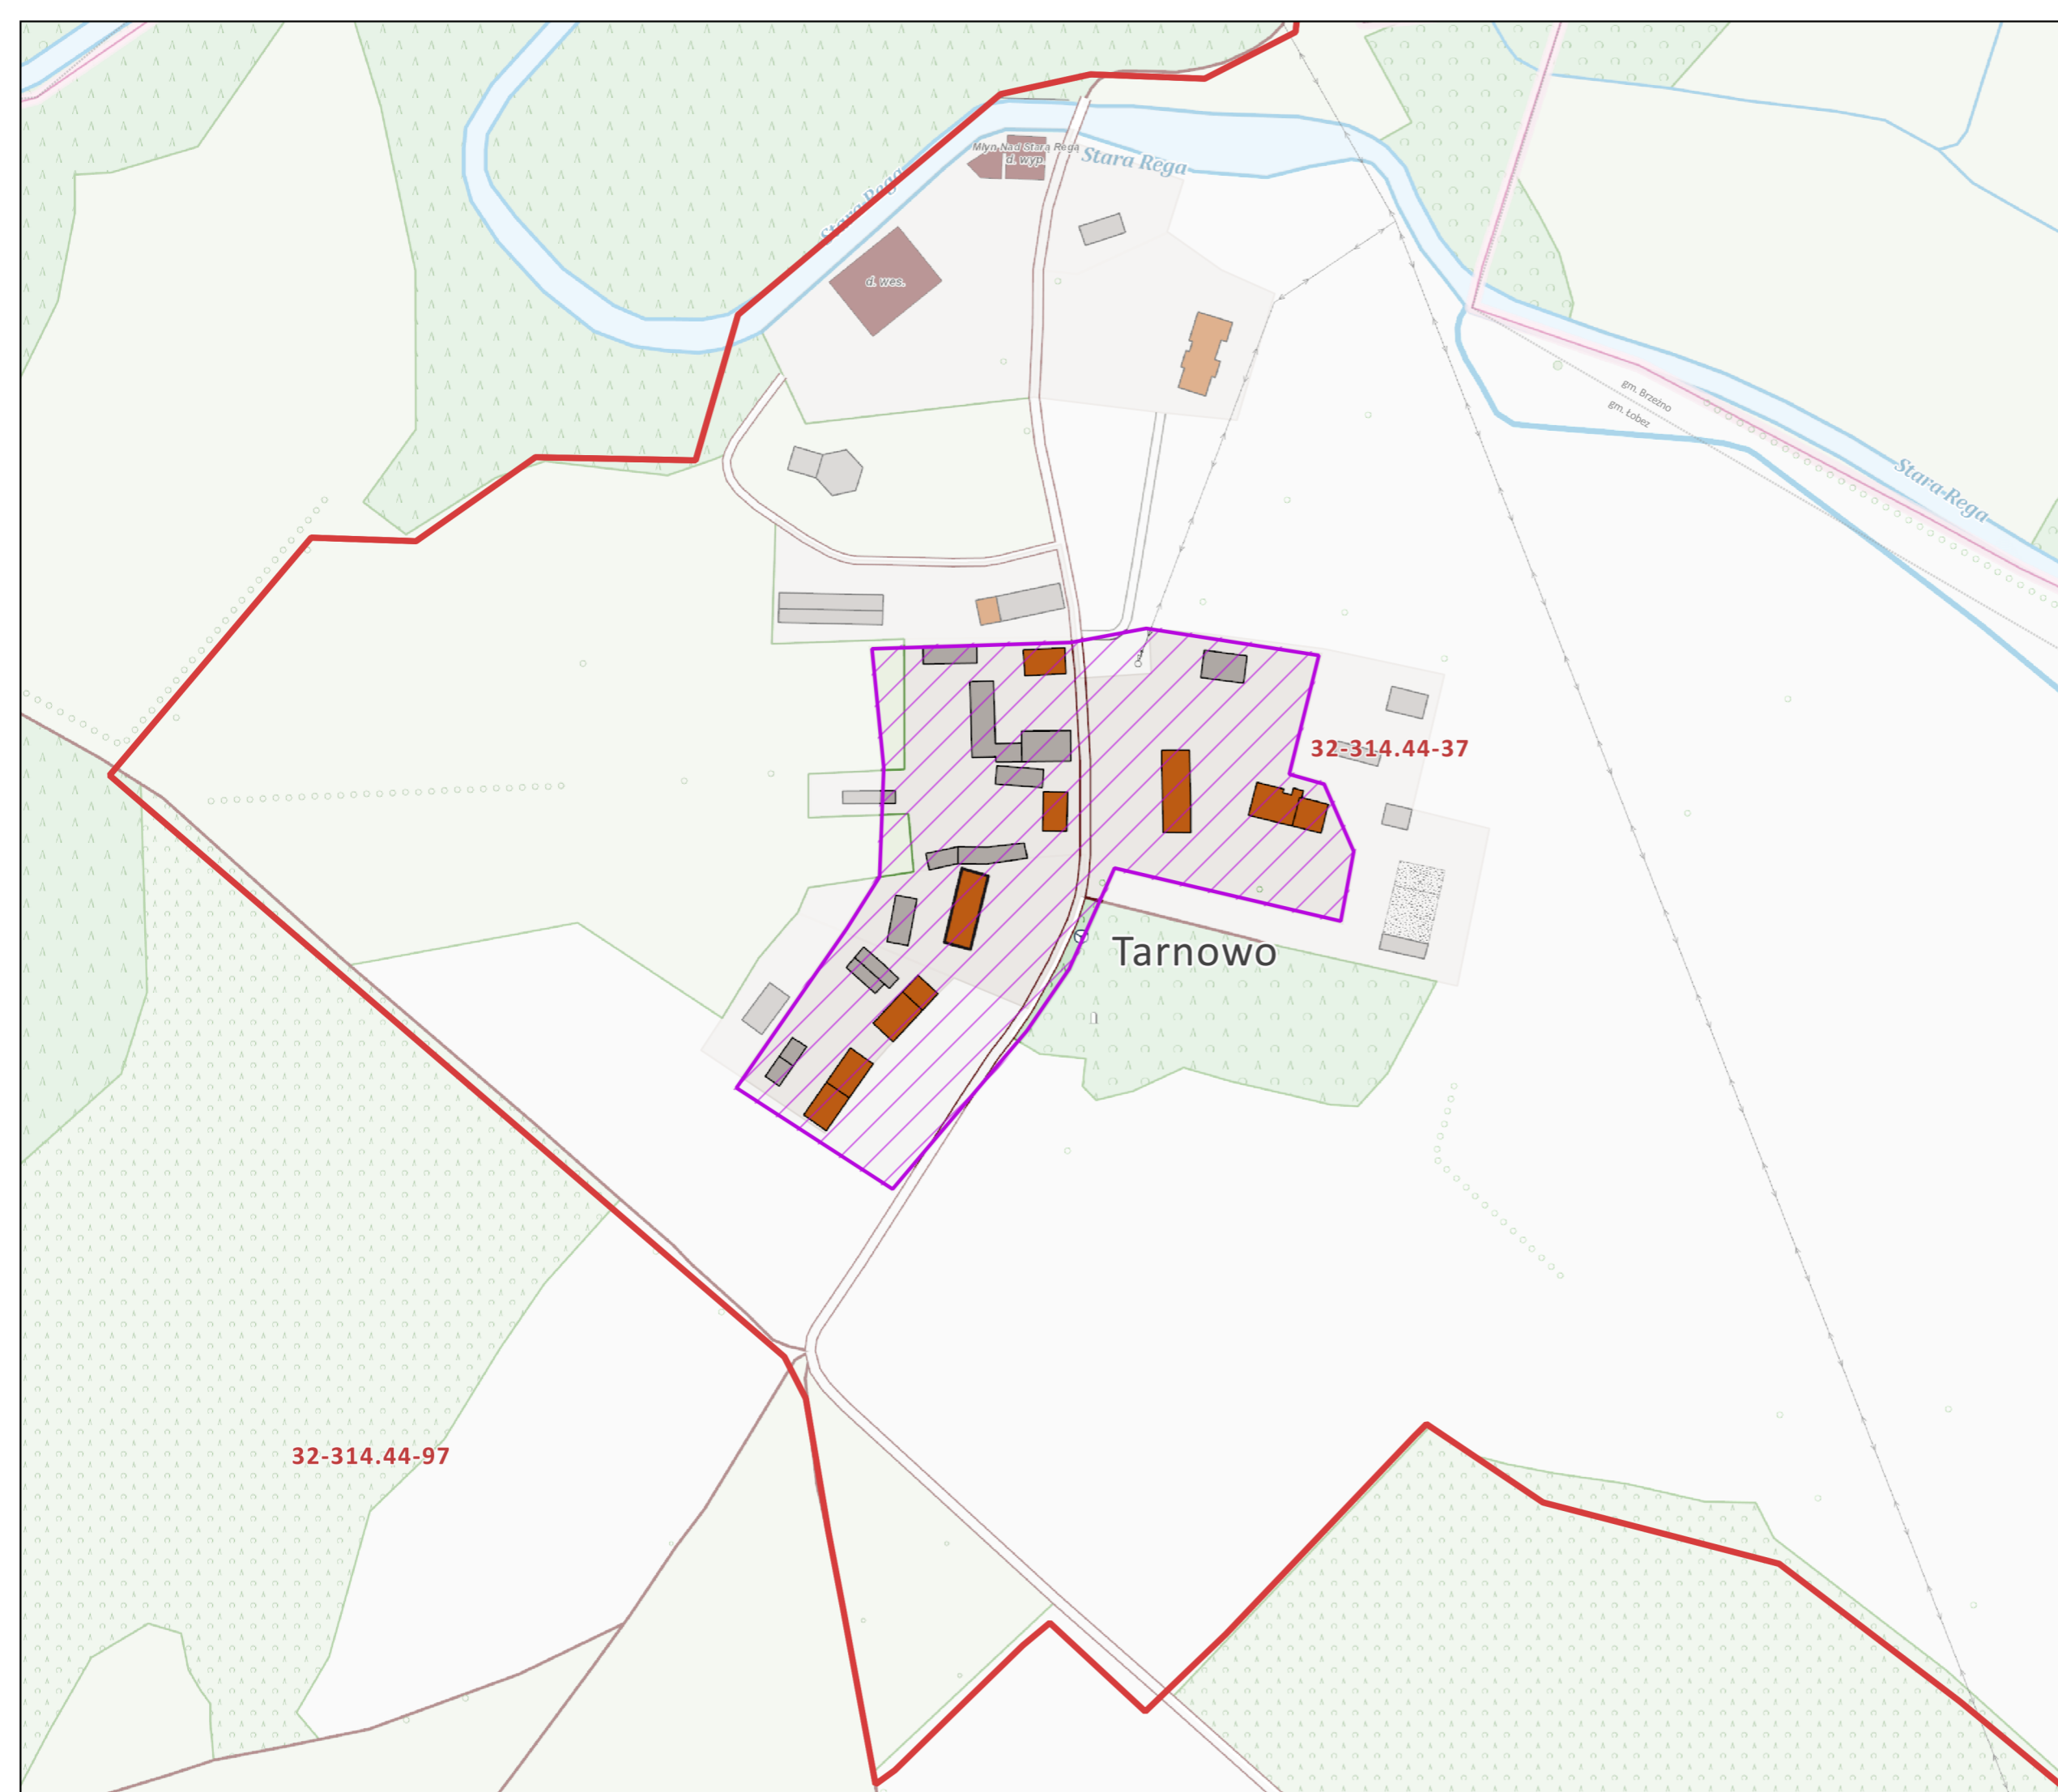 Młyn Nad Starą Regą
d. wyp.
Stara Rega
Stara Rega
d. wes.
gm. Brzeżno
gm. Łobez
Stara Rega
32-314.44-37
Tarnowo
32-314.44-97